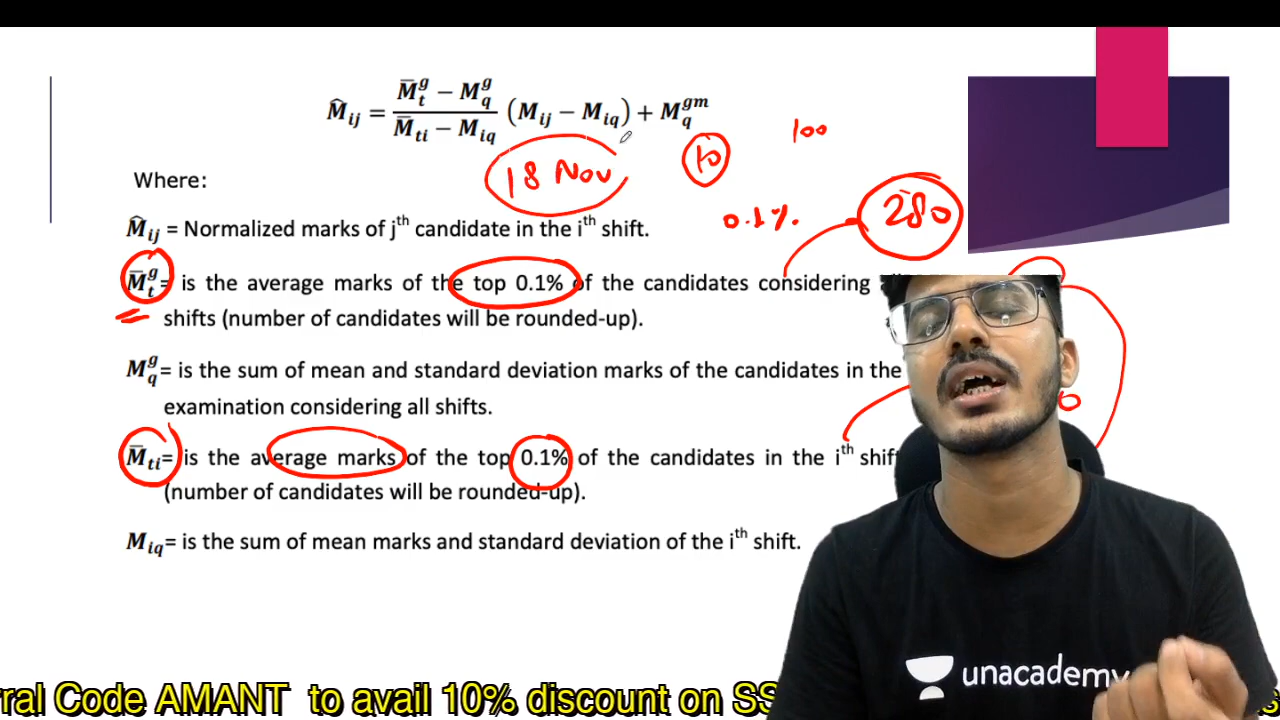 M̂ij = (M̄tᵍ − Mqᵍ) / (M̄ti − Miq) (Mij − Miq) + Mqᵍᵐ
100
18 Nov
10
Where:
0.1%
280
M̂ij = Normalized marks of jth candidate in the ith shift.
M̄tᵍ= is the average marks of the top 0.1% of the candidates considering
shifts (number of candidates will be rounded-up).
Mqᵍ= is the sum of mean and standard deviation marks of the candidates in the
examination considering all shifts.
M̄ti= is the average marks of the top 0.1% of the candidates in the ith shift
(number of candidates will be rounded-up).
Miq= is the sum of mean marks and standard deviation of the ith shift.
unacademy
Code AMANT to avail 10% discount on